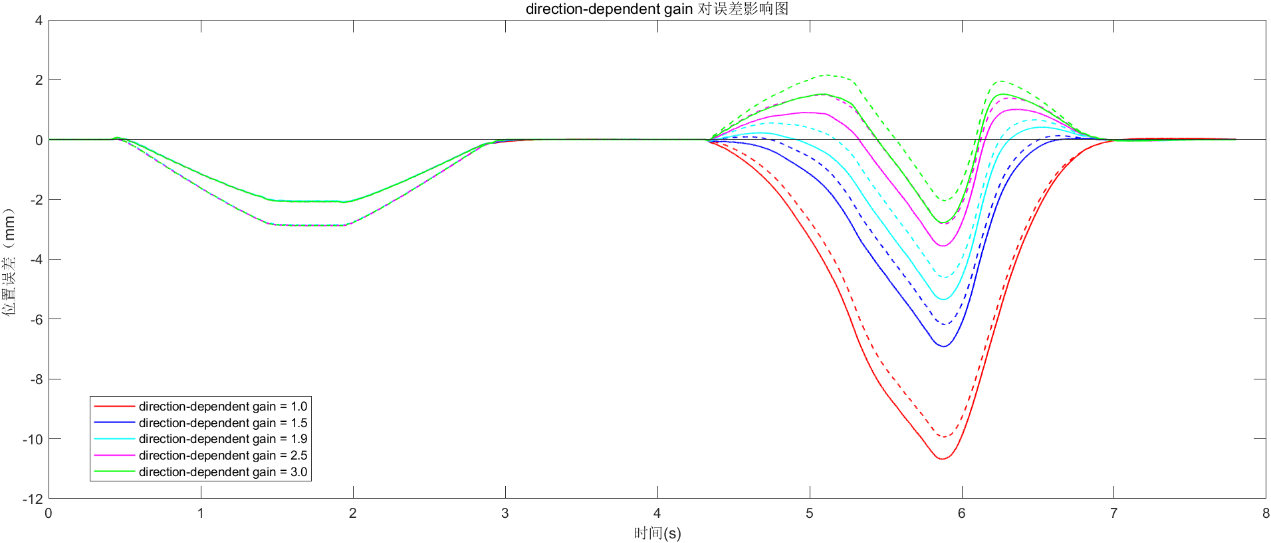 direction-dependent gain 对误差影响图
4
2
0
-2
-4
-6
-8
-10
-12
位置误差（mm）
direction-dependent gain = 1.0
direction-dependent gain = 1.5
direction-dependent gain = 1.9
direction-dependent gain = 2.5
direction-dependent gain = 3.0
0 1 2 3 4 5 6 7 8
时间(s)